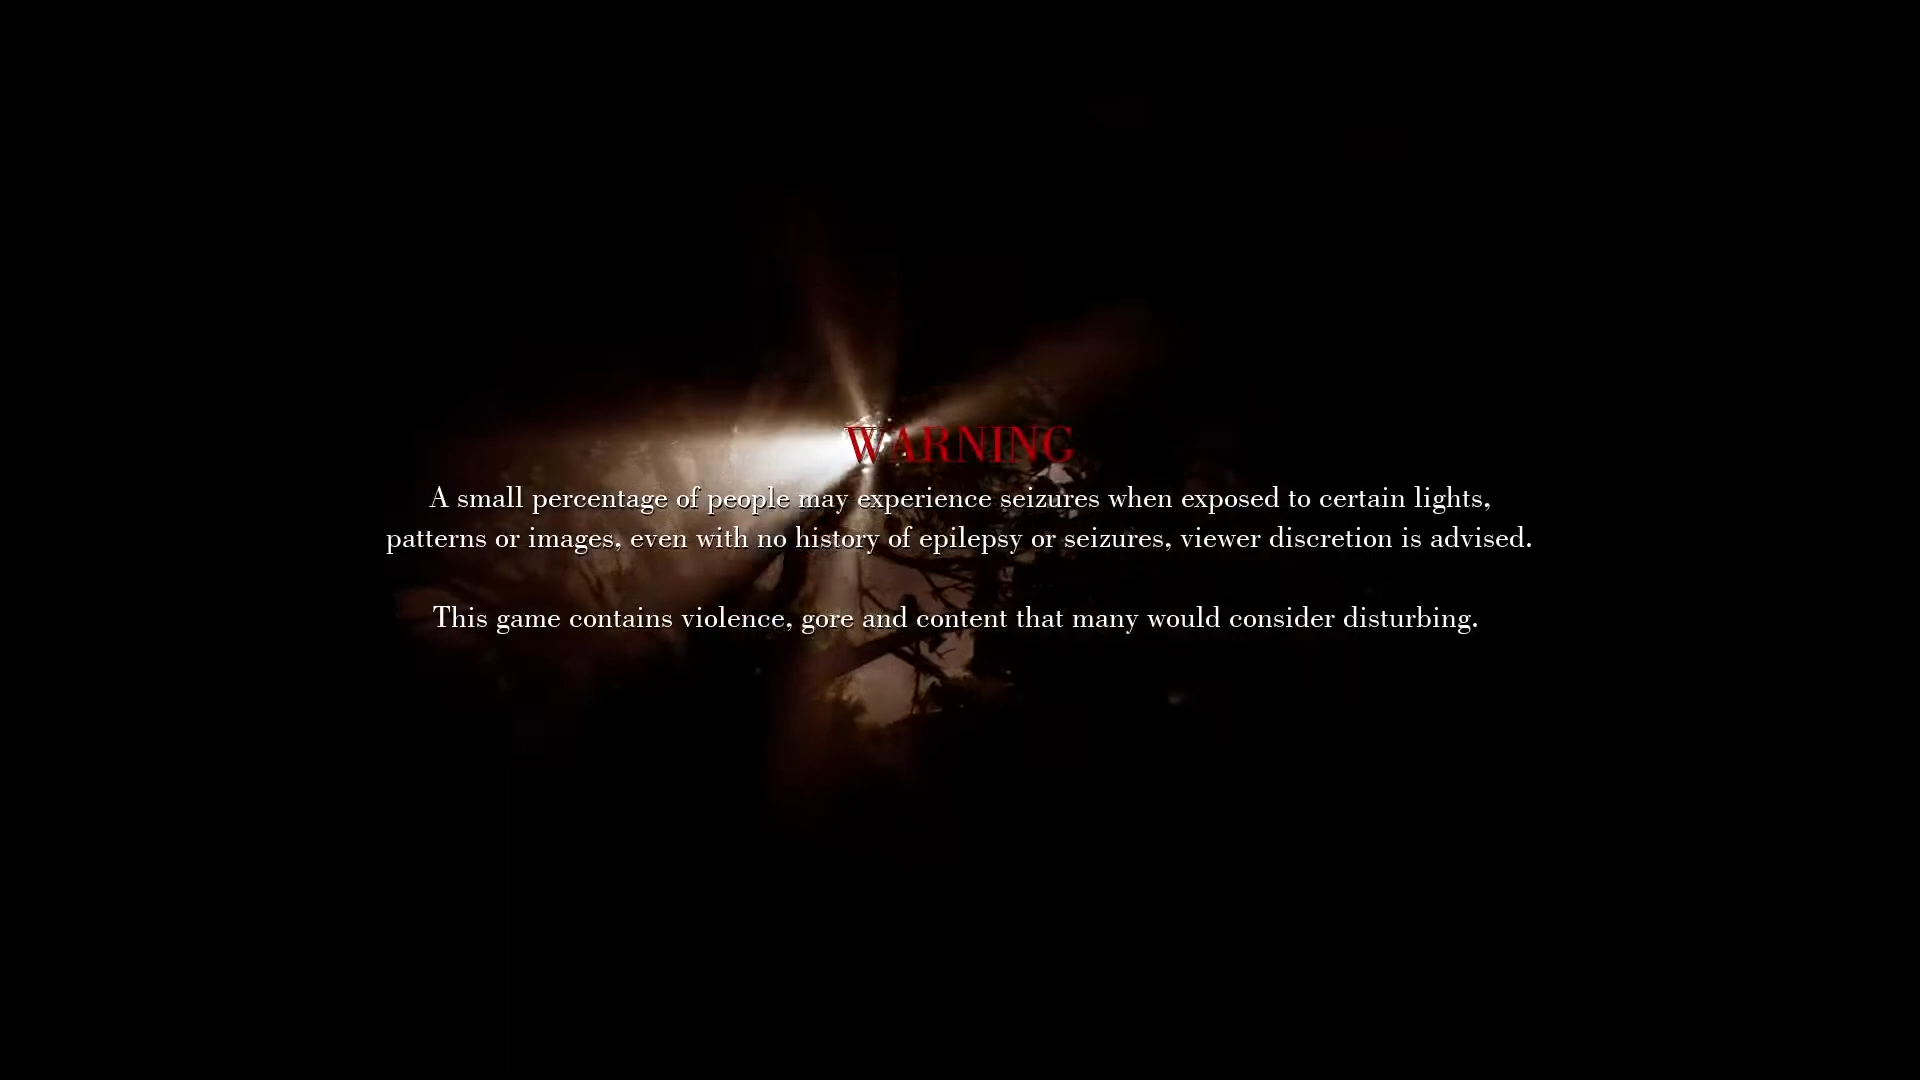 WARNING
A small percentage of people may experience seizures when exposed to certain lights,
patterns or images, even with no history of epilepsy or seizures, viewer discretion is advised.
This game contains violence, gore and content that many would consider disturbing.